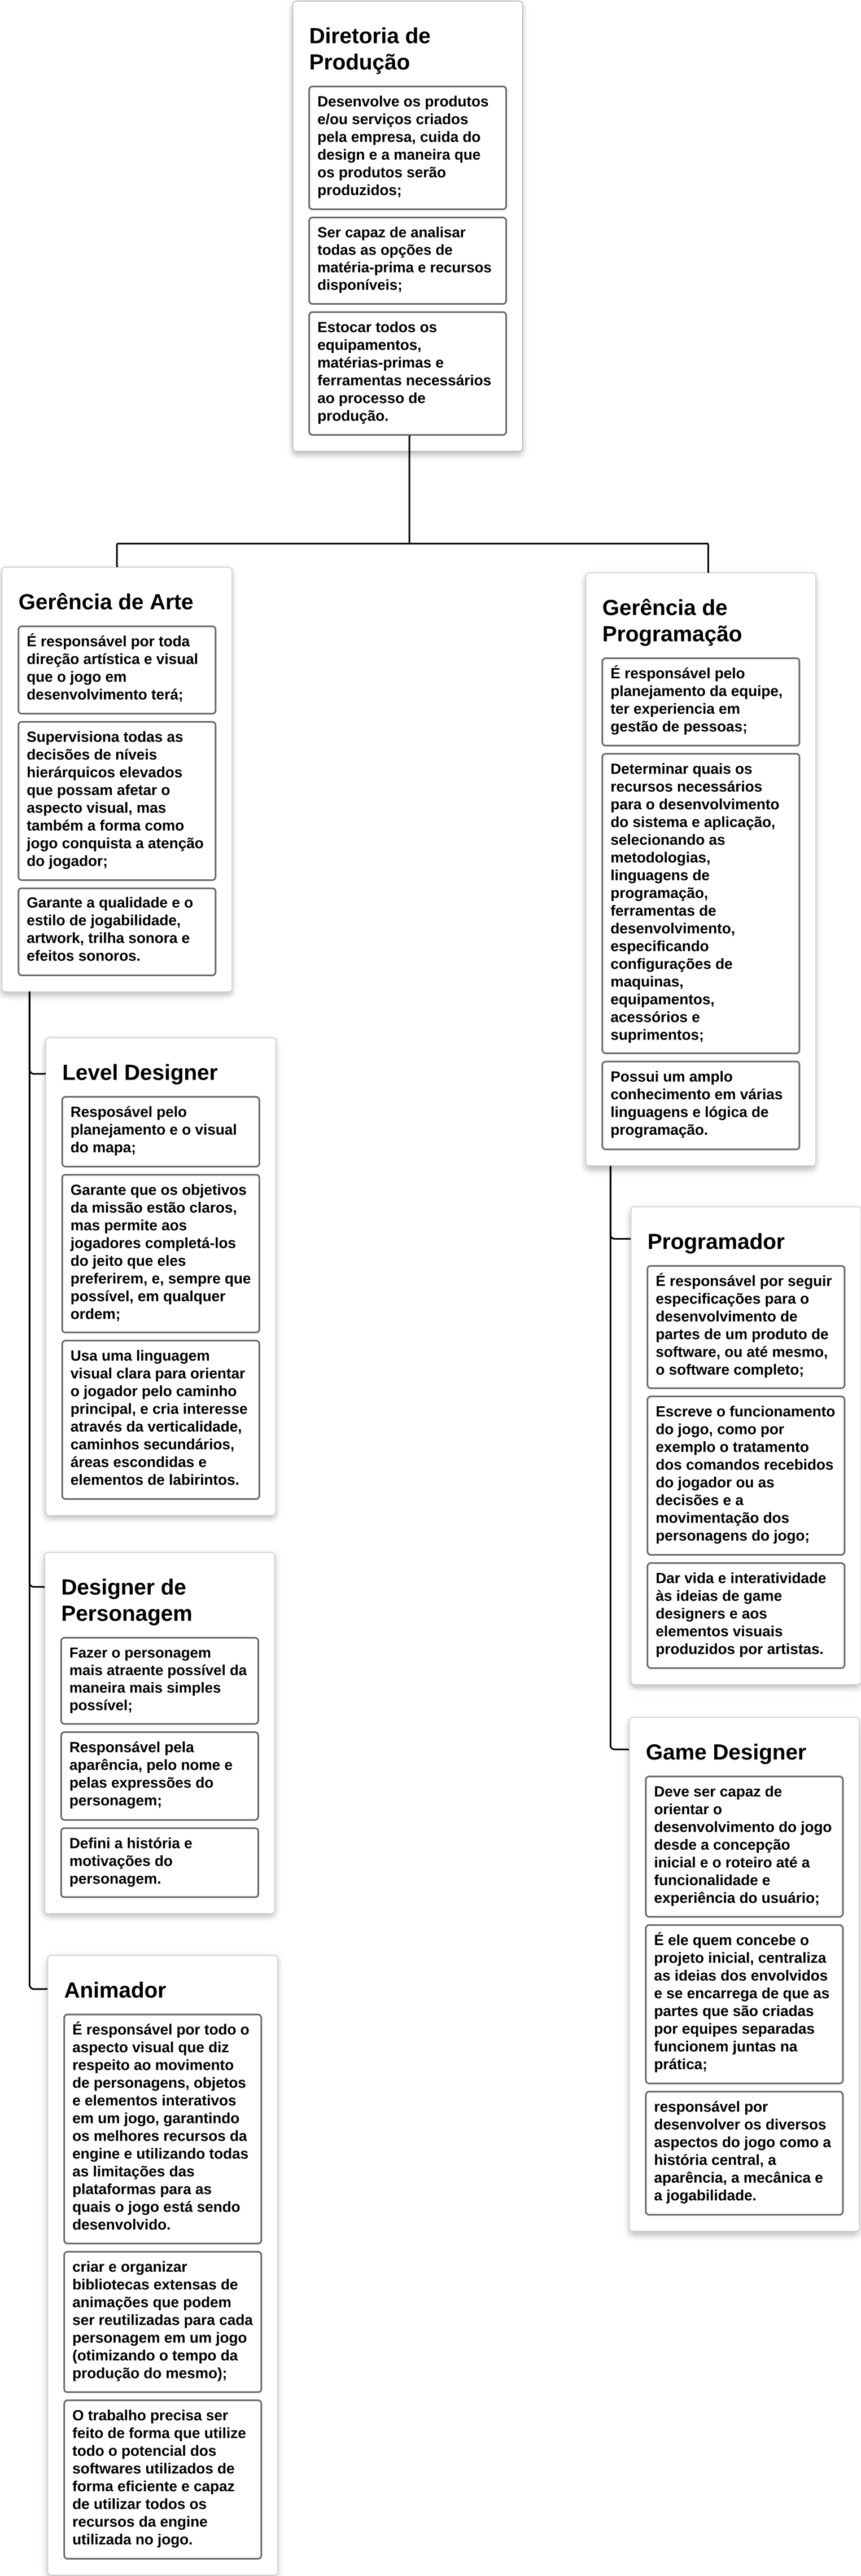 Diretoria de
Produção
Desenvolve os produtos
e/ou serviços criados
pela empresa, cuida do
design e a maneira que
os produtos serão
produzidos;
Ser capaz de analisar
todas as opções de
matéria-prima e recursos
disponíveis;
Estocar todos os
equipamentos,
matérias-primas e
ferramentas necessários
ao processo de
produção.
Gerência de Arte
É responsável por toda
direção artística e visual
que o jogo em
desenvolvimento terá;
Supervisiona todas as
decisões de níveis
hierárquicos elevados
que possam afetar o
aspecto visual, mas
também a forma como
jogo conquista a atenção
do jogador;
Garante a qualidade e o
estilo de jogabilidade,
artwork, trilha sonora e
efeitos sonoros.
Level Designer
Resposável pelo
planejamento e o visual
do mapa;
Garante que os objetivos
da missão estão claros,
mas permite aos
jogadores completá-los
do jeito que eles
preferirem, e, sempre que
possível, em qualquer
ordem;
Usa uma linguagem
visual clara para orientar
o jogador pelo caminho
principal, e cria interesse
através da verticalidade,
caminhos secundários,
áreas escondidas e
elementos de labirintos.
Designer de
Personagem
Fazer o personagem
mais atraente possível da
maneira mais simples
possível;
Responsável pela
aparência, pelo nome e
pelas expressões do
personagem;
Defini a história e
motivações do
personagem.
Animador
É responsável por todo o
aspecto visual que diz
respeito ao movimento
de personagens, objetos
e elementos interativos
em um jogo, garantindo
os melhores recursos da
engine e utilizando todas
as limitações das
plataformas para as
quais o jogo está sendo
desenvolvido.
criar e organizar
bibliotecas extensas de
animações que podem
ser reutilizadas para cada
personagem em um jogo
(otimizando o tempo da
produção do mesmo);
O trabalho precisa ser
feito de forma que utilize
todo o potencial dos
softwares utilizados de
forma eficiente e capaz
de utilizar todos os
recursos da engine
utilizada no jogo.
Gerência de
Programação
É responsável pelo
planejamento da equipe,
ter experiencia em
gestão de pessoas;
Determinar quais os
recursos necessários
para o desenvolvimento
do sistema e aplicação,
selecionando as
metodologias,
linguagens de
programação,
ferramentas de
desenvolvimento,
especificando
configurações de
maquinas,
equipamentos,
acessórios e
suprimentos;
Possui um amplo
conhecimento em várias
linguagens e lógica de
programação.
Programador
É responsável por seguir
especificações para o
desenvolvimento de
partes de um produto de
software, ou até mesmo,
o software completo;
Escreve o funcionamento
do jogo, como por
exemplo o tratamento
dos comandos recebidos
do jogador ou as
decisões e a
movimentação dos
personagens do jogo;
Dar vida e interatividade
às ideias de game
designers e aos
elementos visuais
produzidos por artistas.
Game Designer
Deve ser capaz de
orientar o
desenvolvimento do jogo
desde a concepção
inicial e o roteiro até a
funcionalidade e
experiência do usuário;
É ele quem concebe o
projeto inicial, centraliza
as ideias dos envolvidos
e se encarrega de que as
partes que são criadas
por equipes separadas
funcionem juntas na
prática;
responsável por
desenvolver os diversos
aspectos do jogo como a
história central, a
aparência, a mecânica e
a jogabilidade.